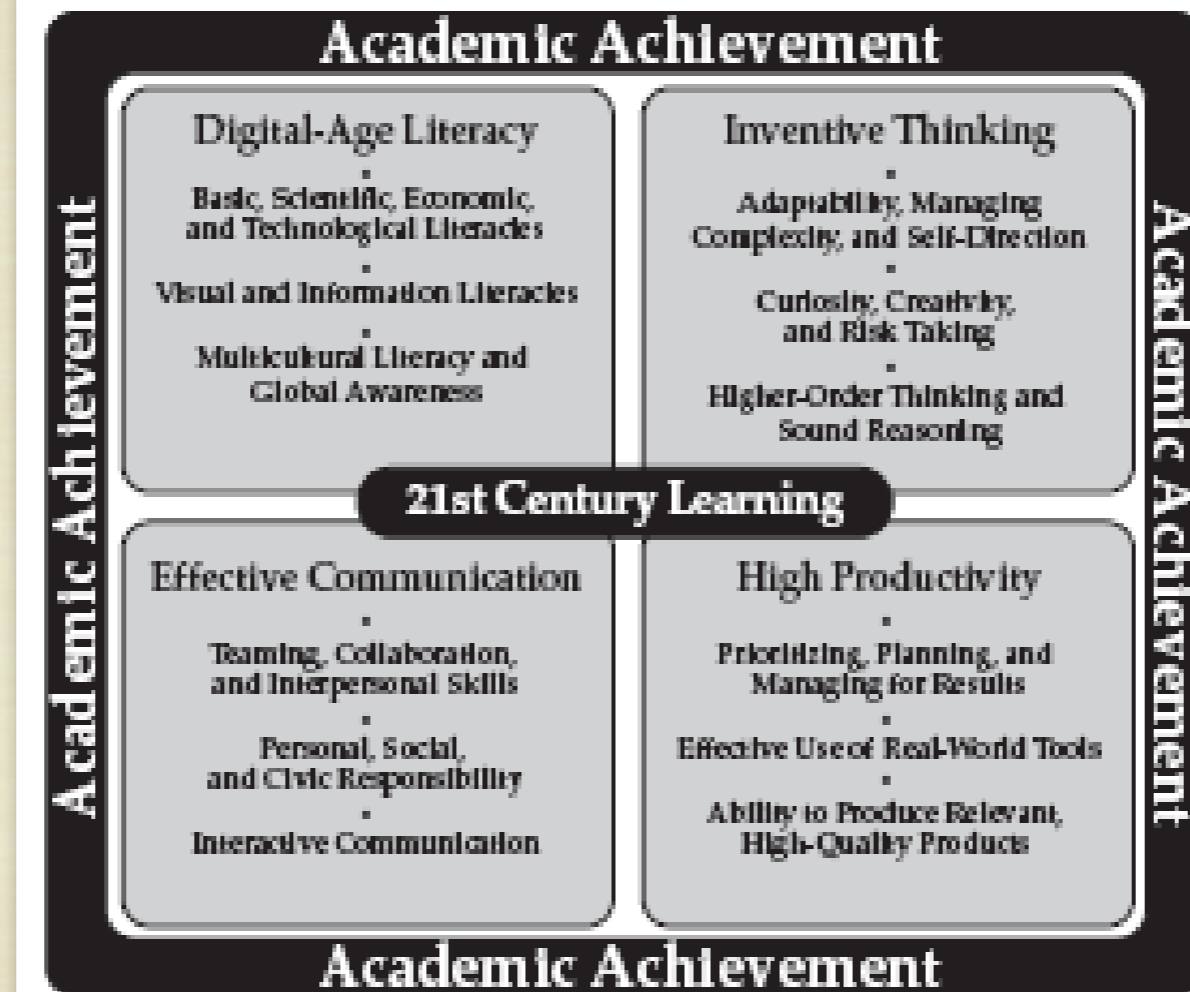 Academic Achievement
Academic Achievement
Digital-Age Literacy
Basic, Scientific, Economic,
and Technological Literacies
Visual and Information Literacies
Multicultural Literacy and
Global Awareness
Inventive Thinking
Adaptability, Managing
Complexity, and Self-Direction
Curiosity, Creativity,
and Risk Taking
Higher-Order Thinking and
Sound Reasoning
21st Century Learning
Effective Communication
Teaming, Collaboration,
and Interpersonal Skills
Personal, Social,
and Civic Responsibility
Interactive Communication
High Productivity
Prioritizing, Planning, and
Managing for Results
Effective Use of Real-World Tools
Ability to Produce Relevant,
High-Quality Products
Academic Achievement
Academic Achievement